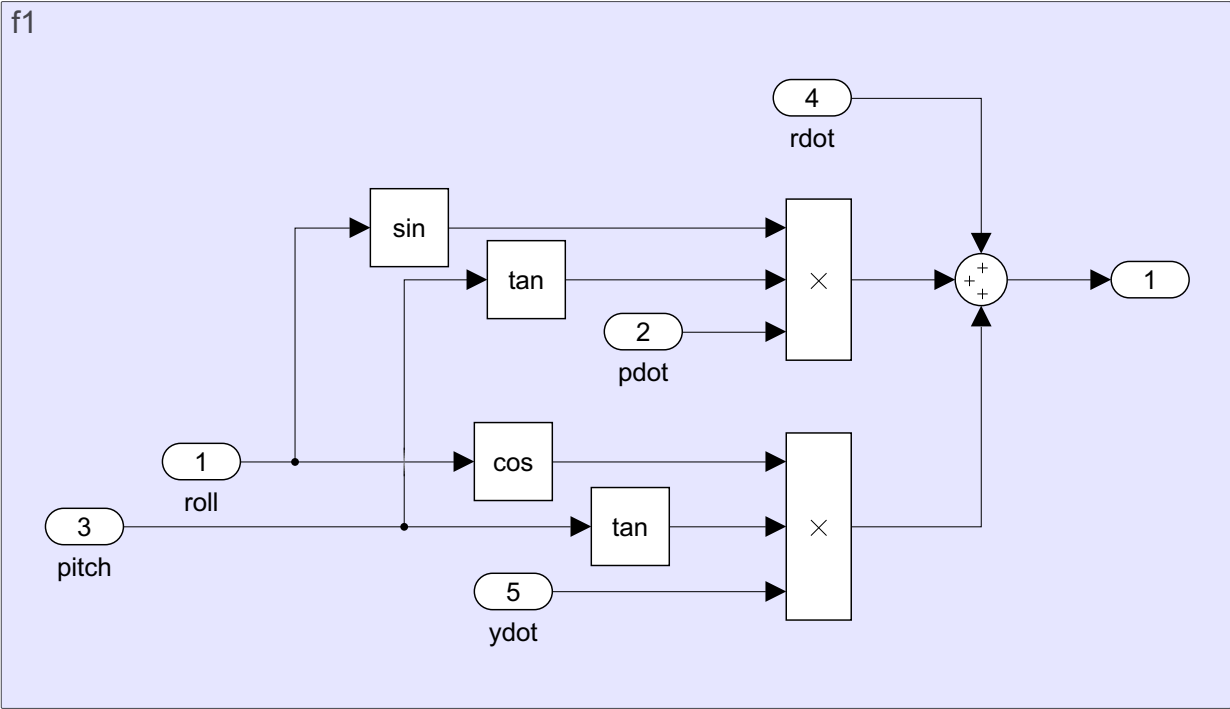 f1
4
rdot
sin
tan
×
+
+
+
1
2
pdot
1
roll
cos
3
pitch
tan
×
5
ydot